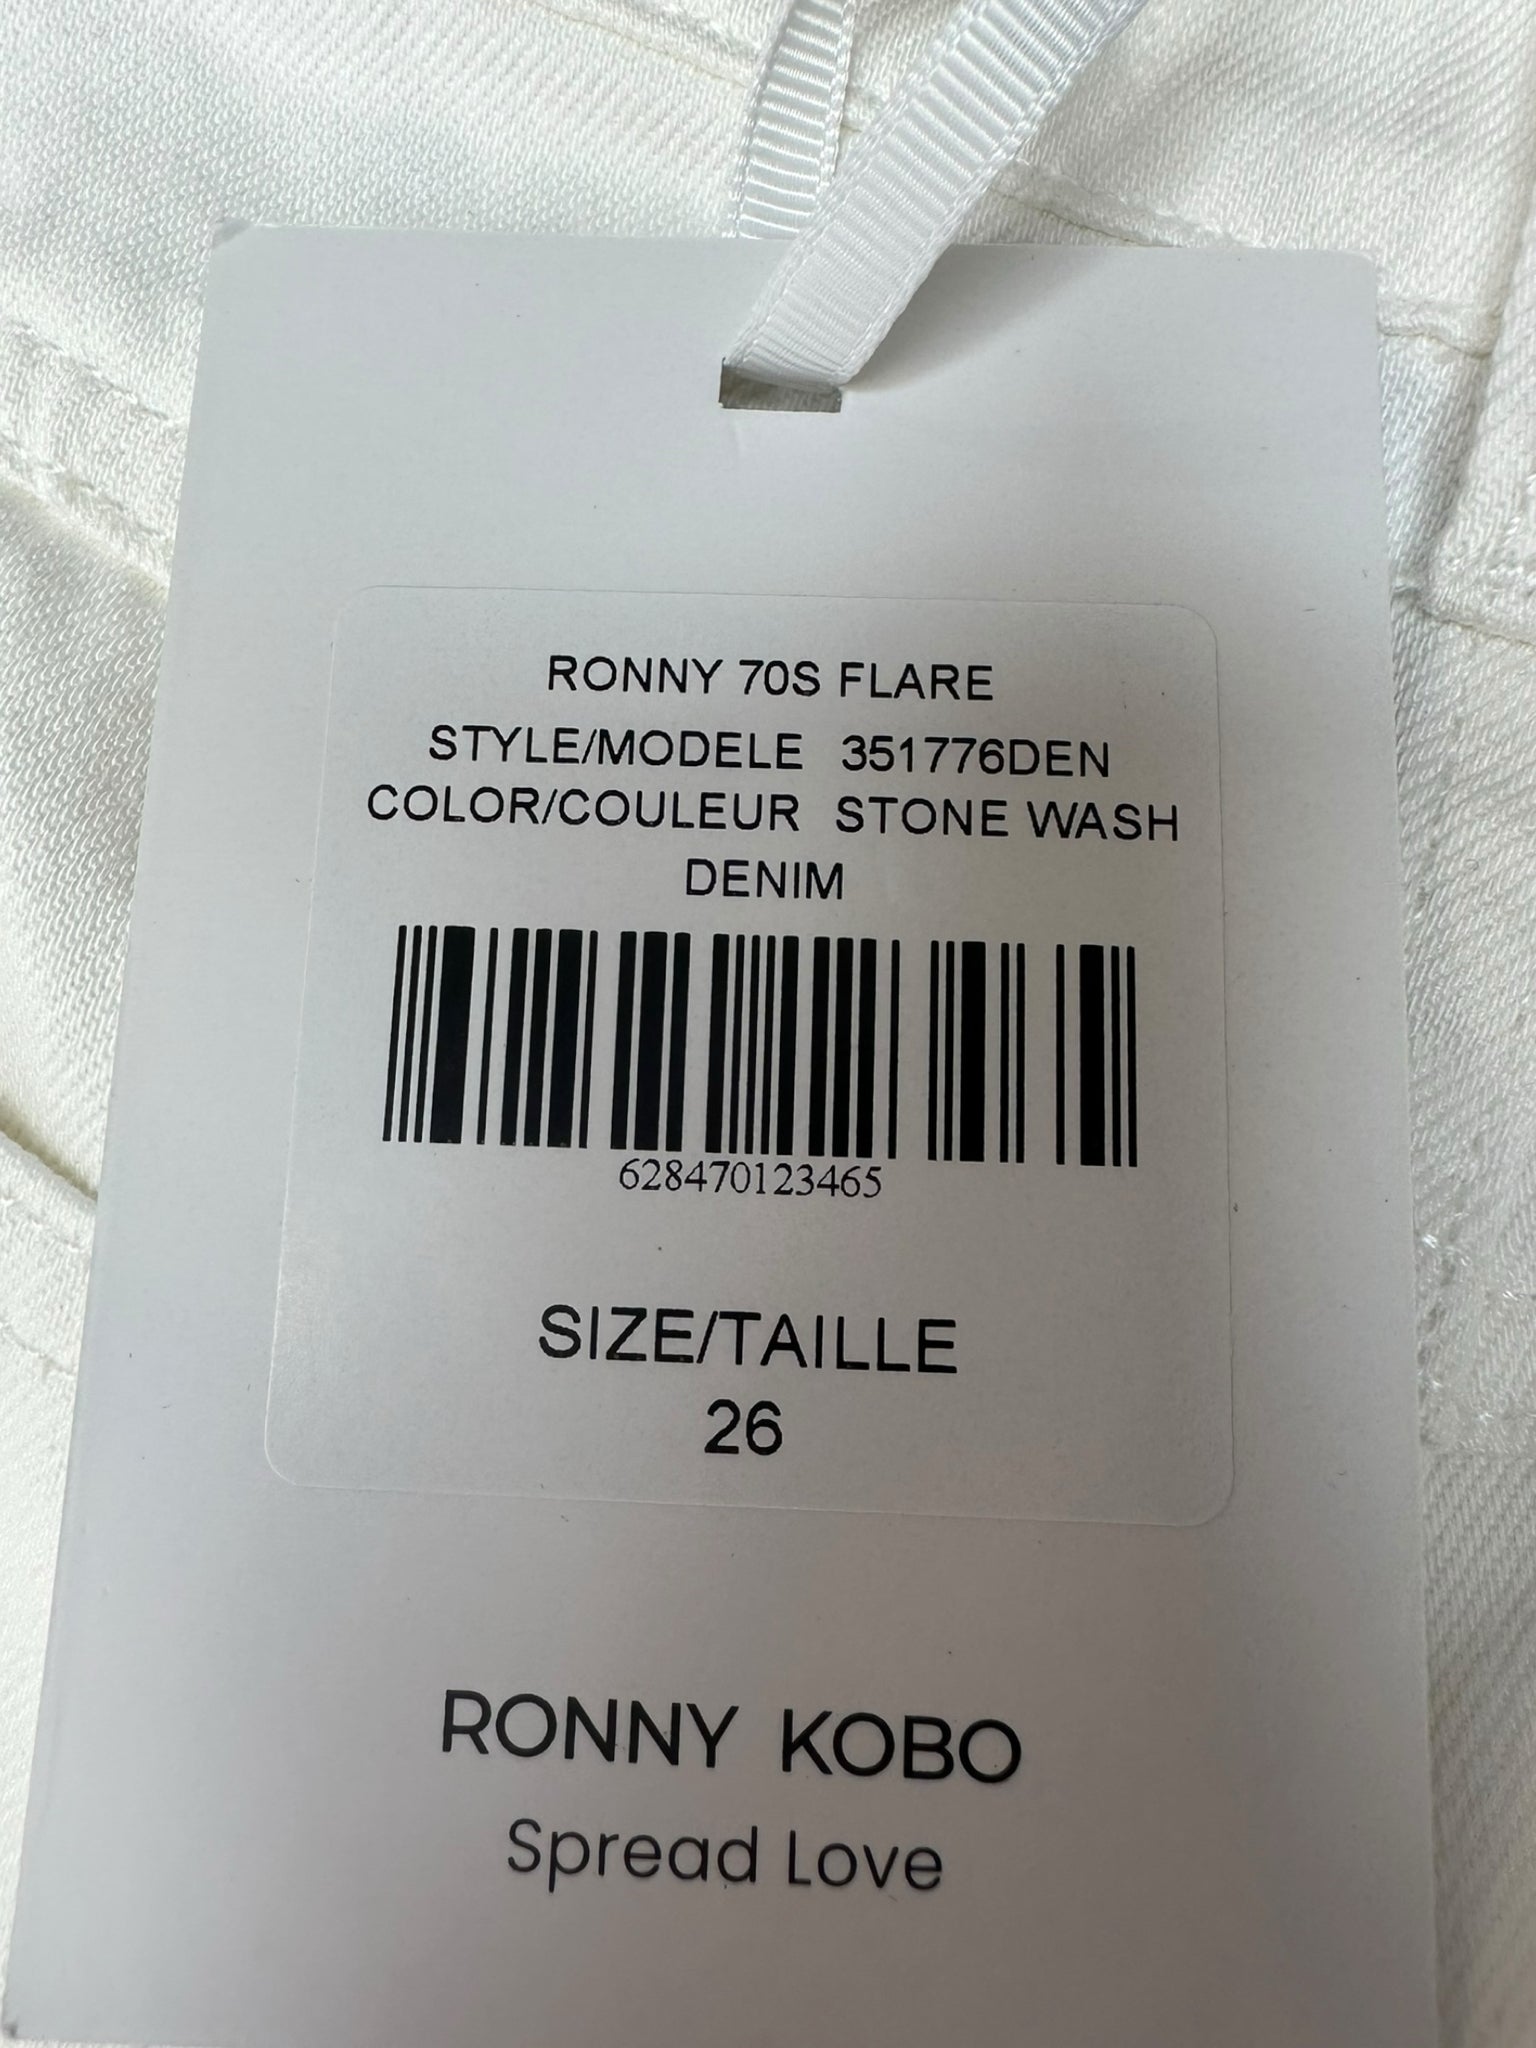 RONNY 70S FLARE
STYLE/MODELE 351776DEN
COLOR/COULEUR STONE WASH
DENIM
628470123465
SIZE/TAILLE
26
RONNY KOBO
Spread Love